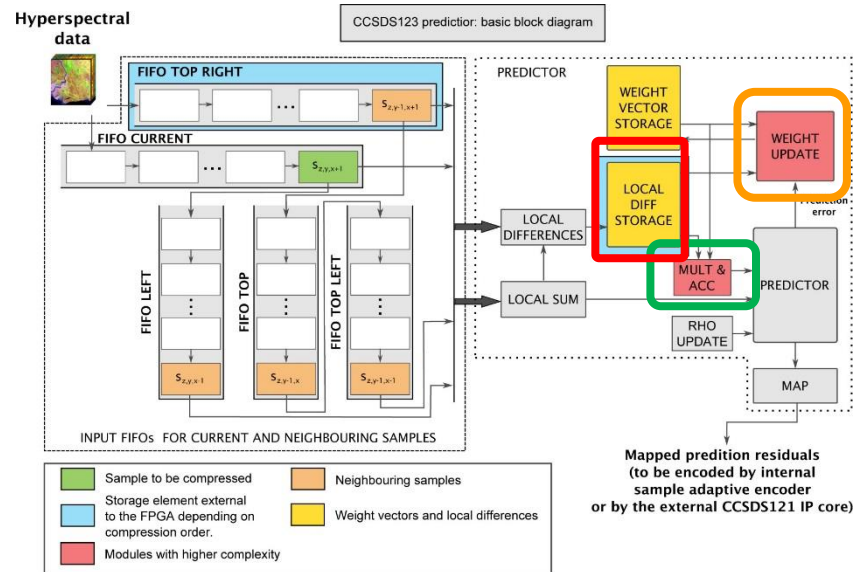 CCSDS123 predictior: basic block diagram
Hyperspectral
data
FIFO TOP RIGHT
...
S z,y-1,x+1
FIFO CURRENT
...
S z,y,x+1
FIFO LEFT
FIFO TOP
FIFO TOP LEFT
S z,y,x-1
S z,y-1,x
S z,y-1,x-1
INPUT FIFOs FOR CURRENT AND NEIGHBOURING SAMPLES
PREDICTOR
WEIGHT
VECTOR
STORAGE
WEIGHT
UPDATE
LOCAL
DIFF
STORAGE
LOCAL
DIFFERENCES
Prediction
error
MULT &
ACC
PREDICTOR
LOCAL SUM
RHO
UPDATE
MAP
Mapped predition residuals
(to be encoded by internal
sample adaptive encoder
or by the external CCSDS121 IP core)
Sample to be compressed
Storage element external
to the FPGA depending on
compression order.
Modules with higher complexity
Neighbouring samples
Weight vectors and local differences